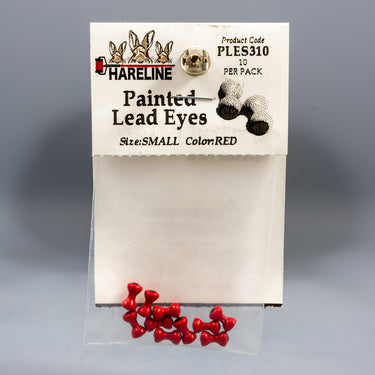 Product Code
PLES310
10
PER PACK
HARELINE
Painted
Lead Eyes
Size:SMALL Color:RED